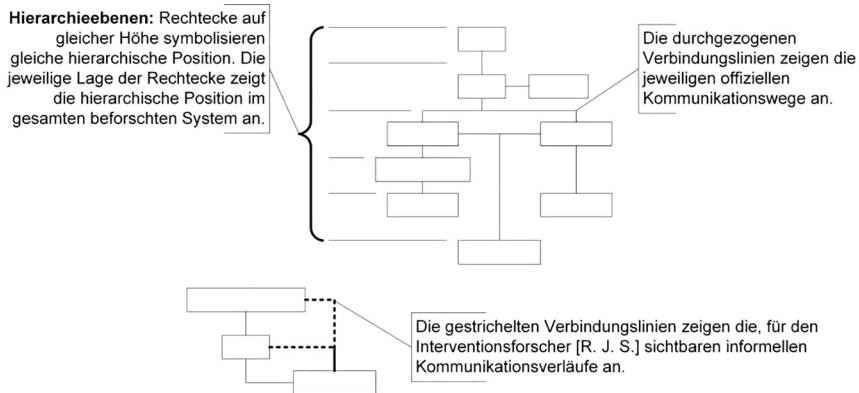 Hierarchieebenen: Rechtecke auf
gleicher Höhe symbolisieren
gleiche hierarchische Position. Die
jeweilige Lage der Rechtecke zeigt
die hierarchische Position im
gesamten beforschten System an.
Die durchgezogenen
Verbindungslinien zeigen die
jeweiligen offiziellen
Kommunikationswege an.
Die gestrichelten Verbindungslinien zeigen die, für den
Interventionsforscher [R. J. S.] sichtbaren informellen
Kommunikationsverläufe an.